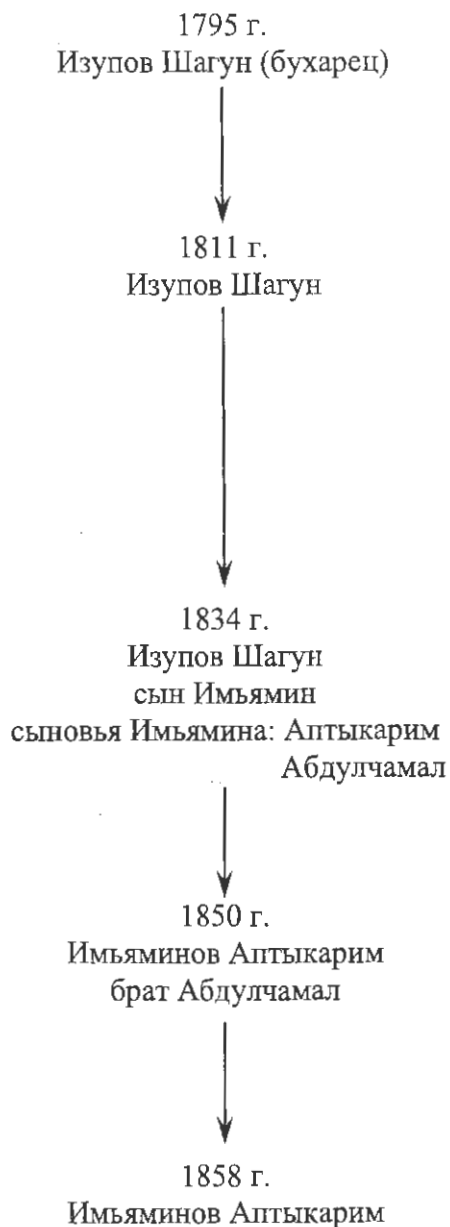 1795 г.
Изупов Шагун (бухарец)
1811 г.
Изупов Шагун
1834 г.
Изупов Шагун
сын Имьямин
сыновья Имьямина: Аптыкарим
Абдулчамал
1850 г.
Имьяминов Аптыкарим
брат Абдулчамал
1858 г.
Имьяминов Аптыкарим